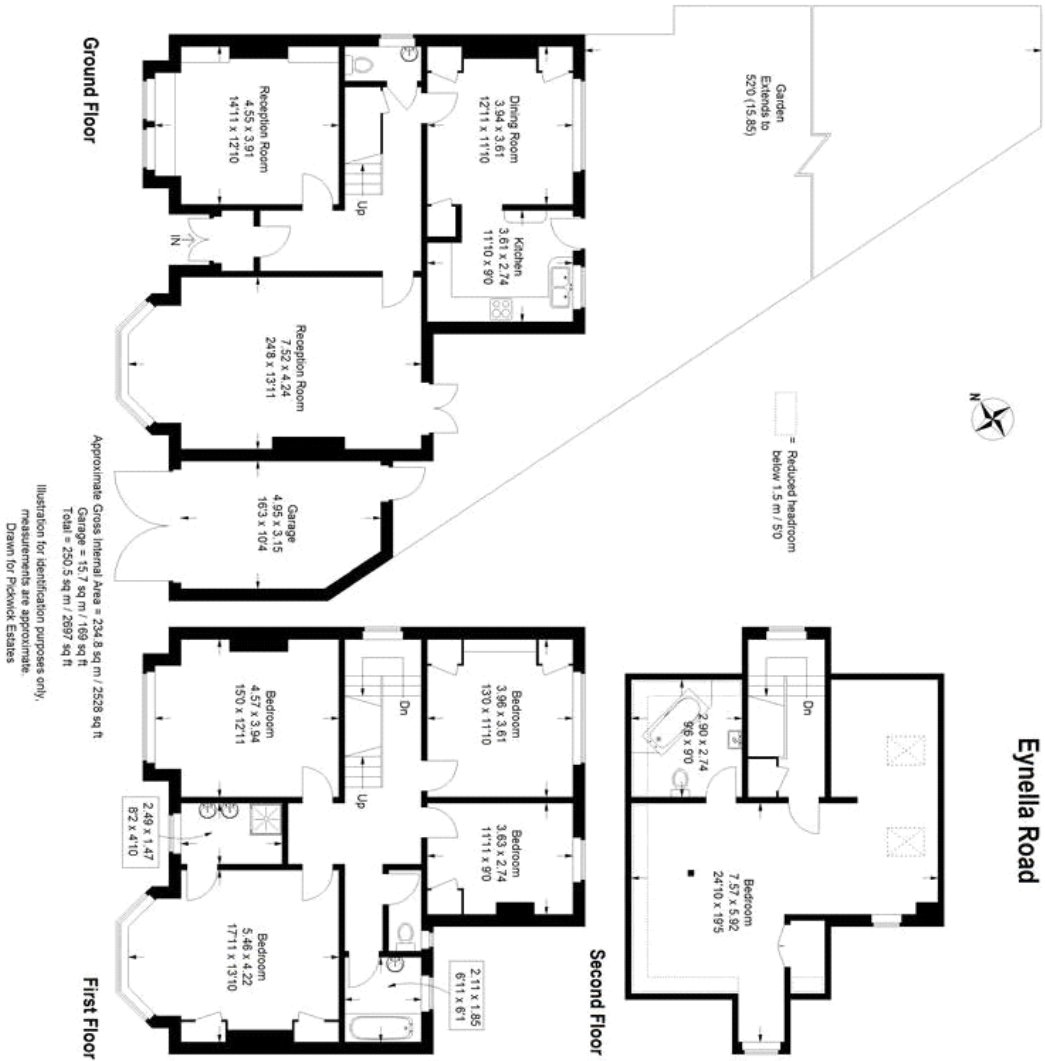 Eynella Road
Garden
Extends to
52'0 (15.85)
N
= Reduced headroom
below 1.5 m / 5'0
Dining Room
3.94 x 3.61
12'11 x 11'10
Kitchen
3.61 x 2.74
11'10 x 9'0
Up
Reception Room
4.55 x 3.91
14'11 x 12'10
IN
Reception Room
7.52 x 4.24
24'8 x 13'11
Garage
4.95 x 3.15
16'3 x 10'4
Ground Floor
Bedroom
3.96 x 3.61
13'0 x 11'10
Bedroom
3.63 x 2.74
11'11 x 9'0
Dn
Up
Bedroom
4.57 x 3.94
15'0 x 12'11
2.49 x 1.47
8'2 x 4'10
Bedroom
5.46 x 4.22
17'11 x 13'10
2.11 x 1.85
6'11 x 6'1
First Floor
Dn
2.90 x 2.74
9'6 x 9'0
Bedroom
7.57 x 5.92
24'10 x 19'5
Second Floor
Approximate Gross Internal Area = 234.8 sq m / 2528 sq ft
Garage = 15.7 sq m / 169 sq ft
Total = 250.5 sq m / 2697 sq ft
Illustration for identification purposes only,
measurements are approximate.
Drawn for Pickwick Estates